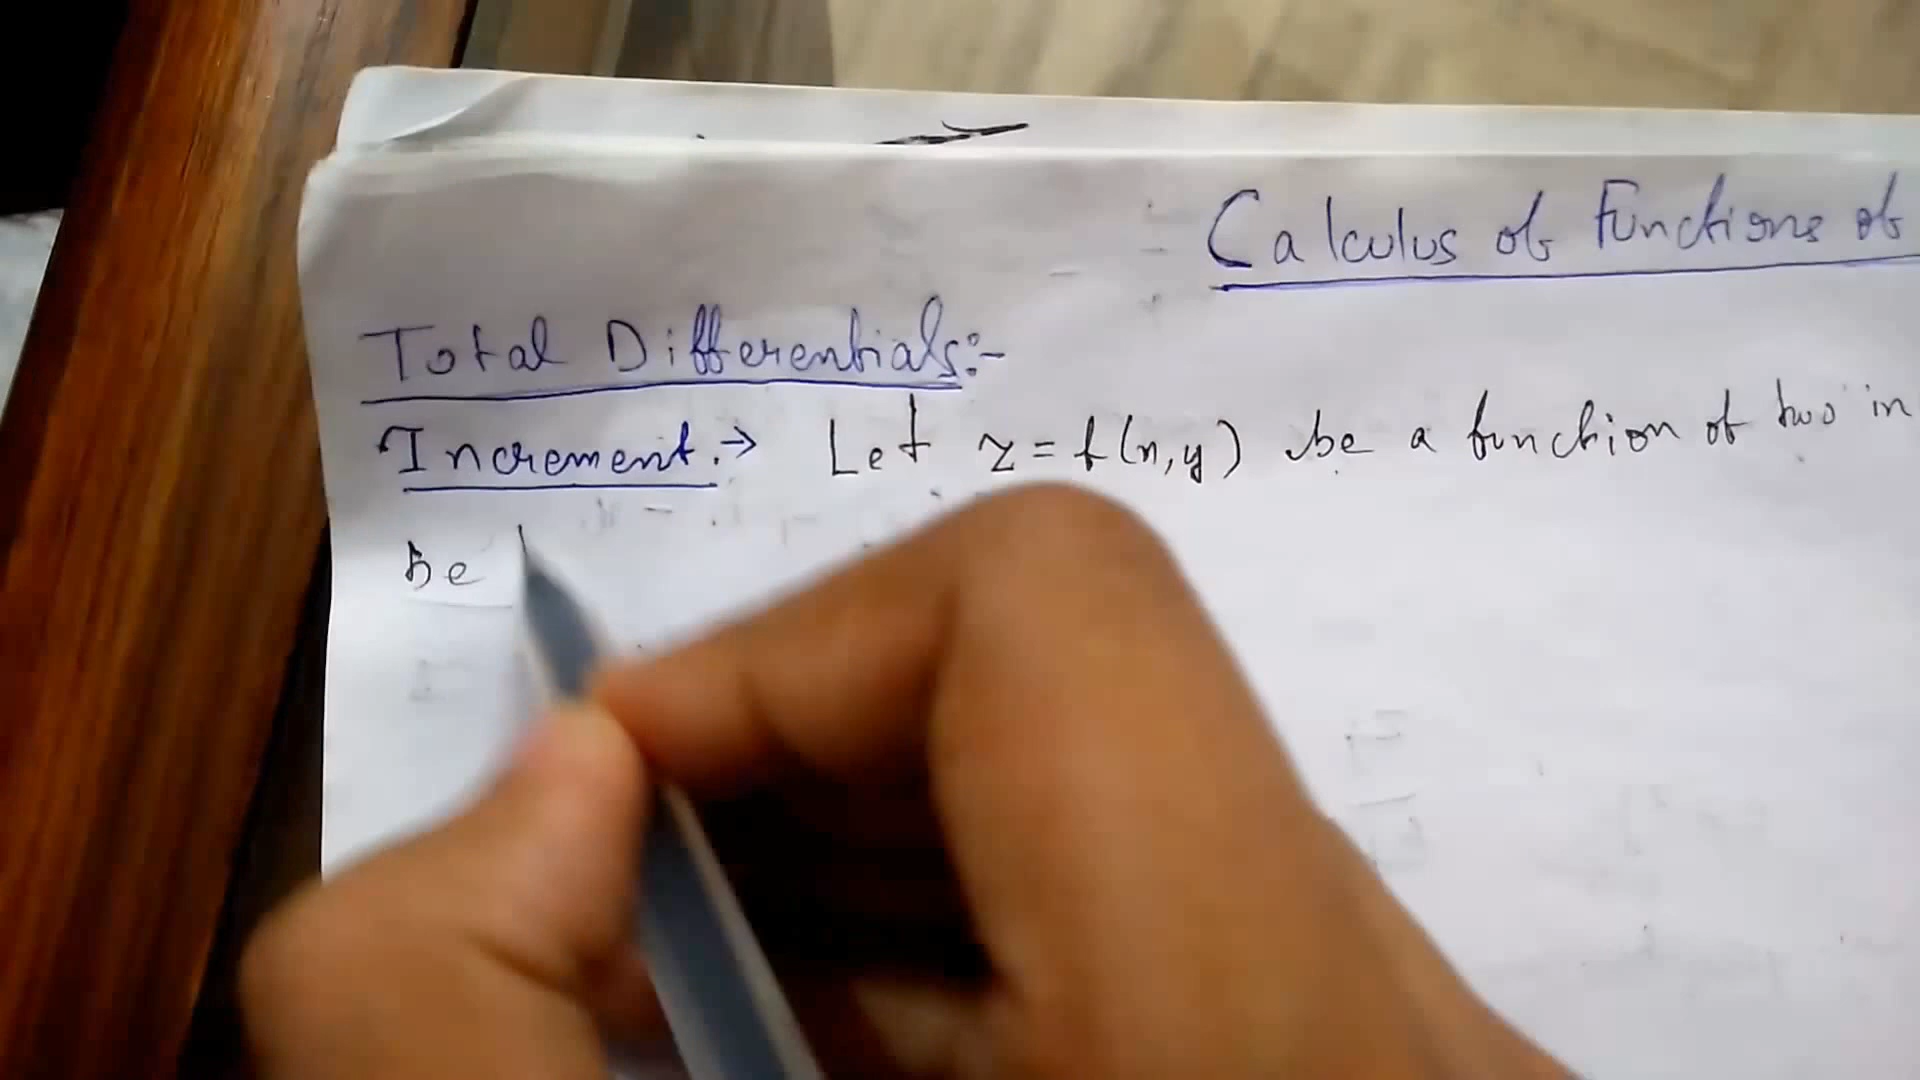 Calculus of Functions of
Total Differentials:-
Increment.→ Let z=f(x,y) be a function of two in
be